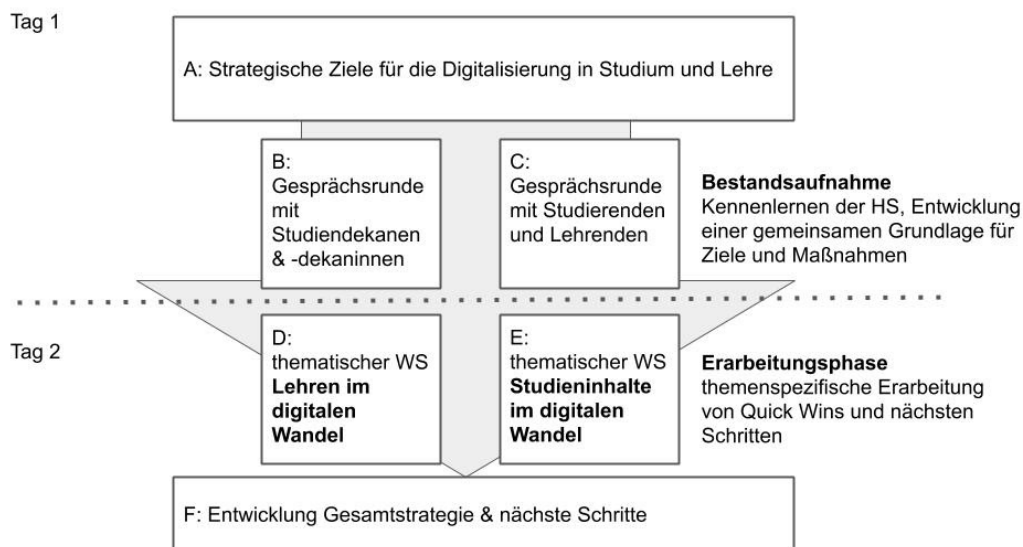 Tag 1
A: Strategische Ziele für die Digitalisierung in Studium und Lehre
B:
Gesprächsrunde
mit
Studiendekanen
& -dekaninnen
C:
Gesprächsrunde
mit Studierenden
und Lehrenden
Bestandsaufnahme
Kennenlernen der HS, Entwicklung
einer gemeinsamen Grundlage für
Ziele und Maßnahmen
Tag 2
D:
thematischer WS
Lehren im
digitalen
Wandel
E:
thematischer WS
Studieninhalte
im digitalen
Wandel
Erarbeitungsphase
themenspezifische Erarbeitung
von Quick Wins und nächsten
Schritten
F: Entwicklung Gesamtstrategie & nächste Schritte